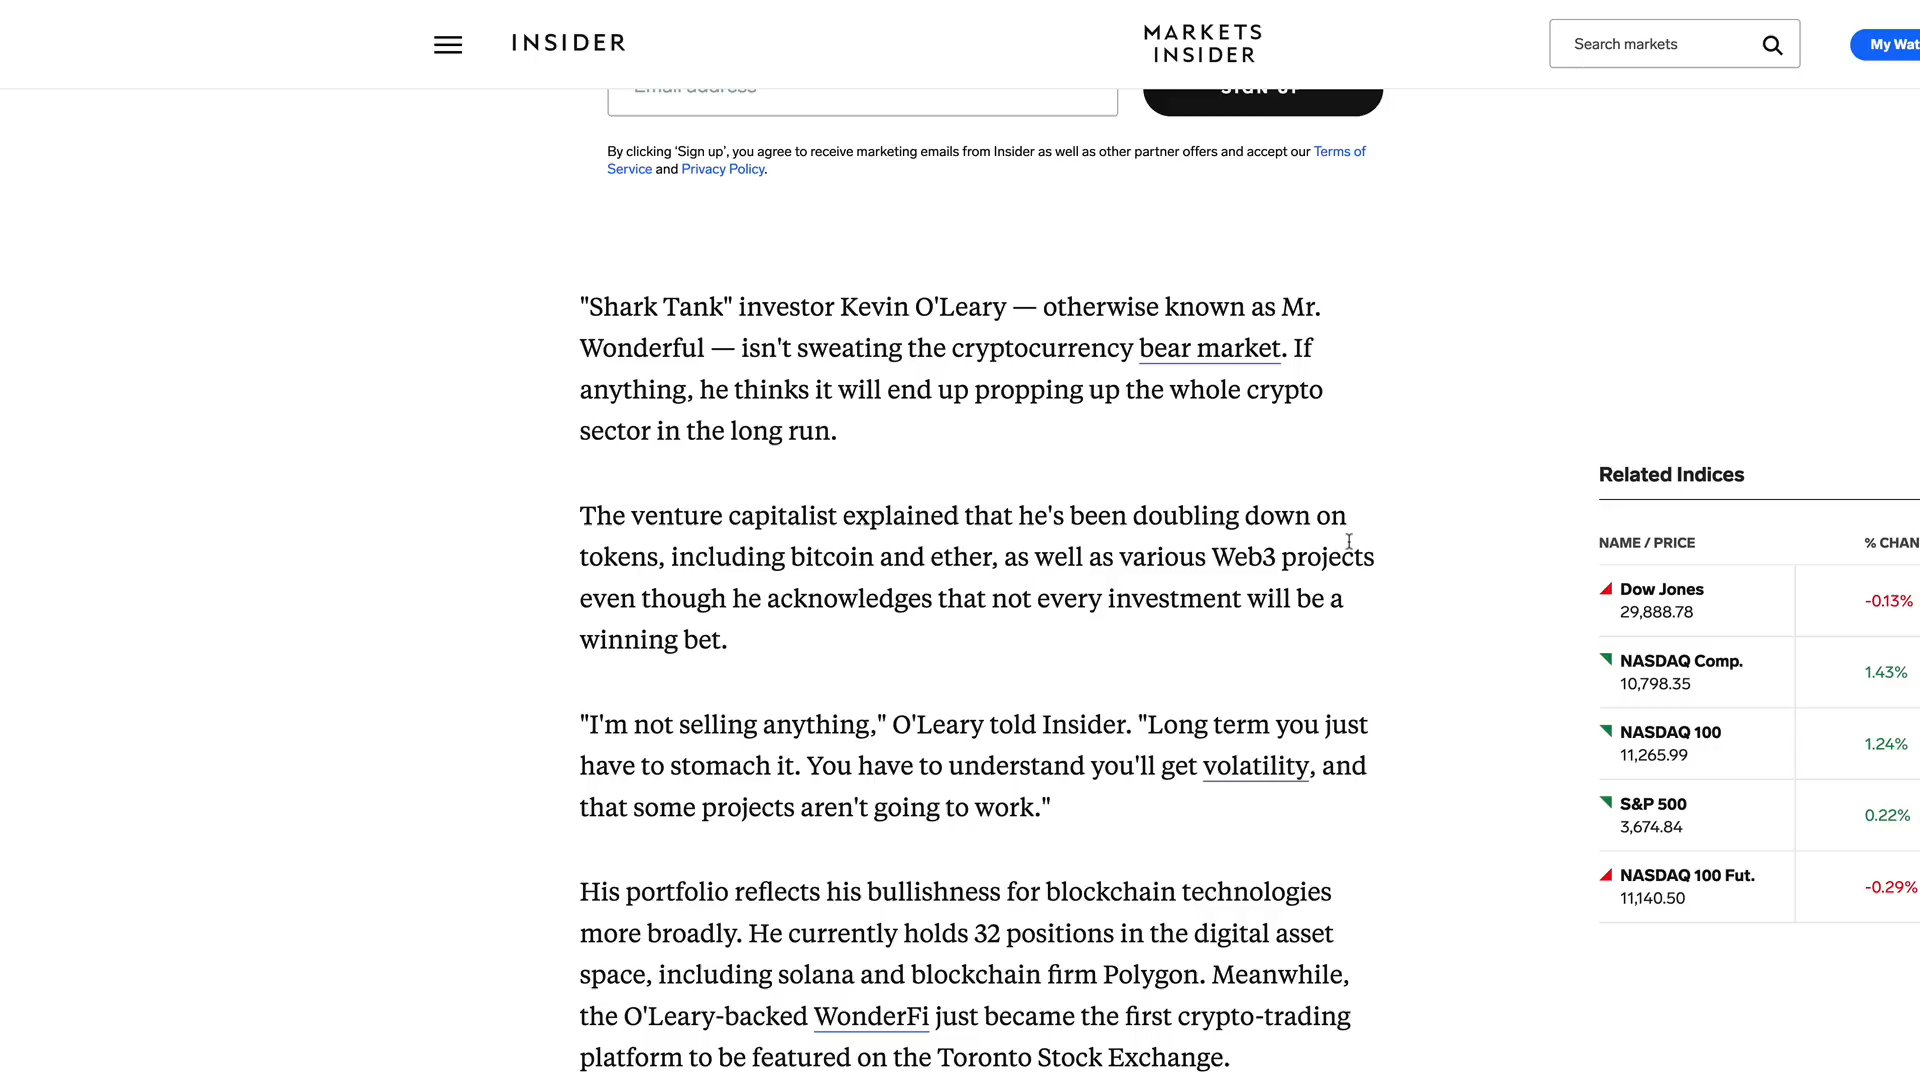 INSIDER
MARKETS
INSIDER
Search markets
My Wat
Email address
SIGN UP
By clicking ‘Sign up’, you agree to receive marketing emails from Insider as well as other partner offers and accept our Terms of
Service and Privacy Policy.
"Shark Tank" investor Kevin O'Leary — otherwise known as Mr.
Wonderful — isn't sweating the cryptocurrency bear market. If
anything, he thinks it will end up propping up the whole crypto
sector in the long run.
The venture capitalist explained that he's been doubling down on
tokens, including bitcoin and ether, as well as various Web3 projects
even though he acknowledges that not every investment will be a
winning bet.
"I'm not selling anything," O'Leary told Insider. "Long term you just
have to stomach it. You have to understand you'll get volatility, and
that some projects aren't going to work."
His portfolio reflects his bullishness for blockchain technologies
more broadly. He currently holds 32 positions in the digital asset
space, including solana and blockchain firm Polygon. Meanwhile,
the O'Leary-backed WonderFi just became the first crypto-trading
platform to be featured on the Toronto Stock Exchange.
Related Indices
NAME / PRICE % CHAN
Dow Jones
29,888.78
-0.13%
NASDAQ Comp.
10,798.35
1.43%
NASDAQ 100
11,265.99
1.24%
S&P 500
3,674.84
0.22%
NASDAQ 100 Fut.
11,140.50
-0.29%